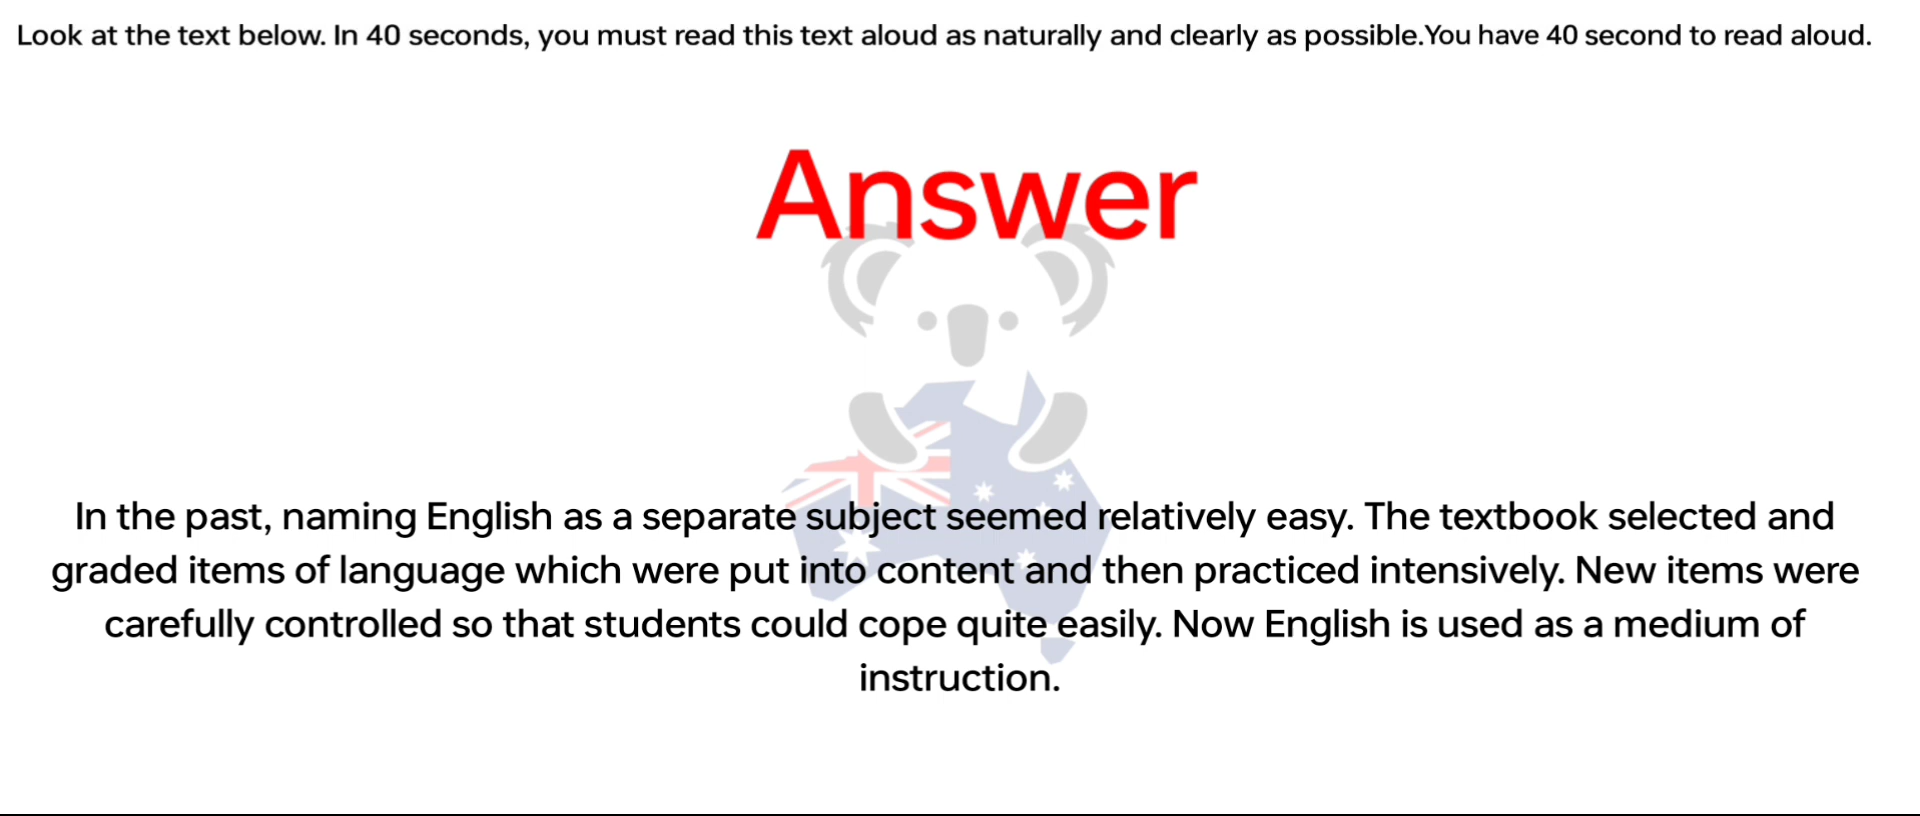 Look at the text below. In 40 seconds, you must read this text aloud as naturally and clearly as possible.You have 40 second to read aloud.
Answer
In the past, naming English as a separate subject seemed relatively easy. The textbook selected and
graded items of language which were put into content and then practiced intensively. New items were
carefully controlled so that students could cope quite easily. Now English is used as a medium of
instruction.